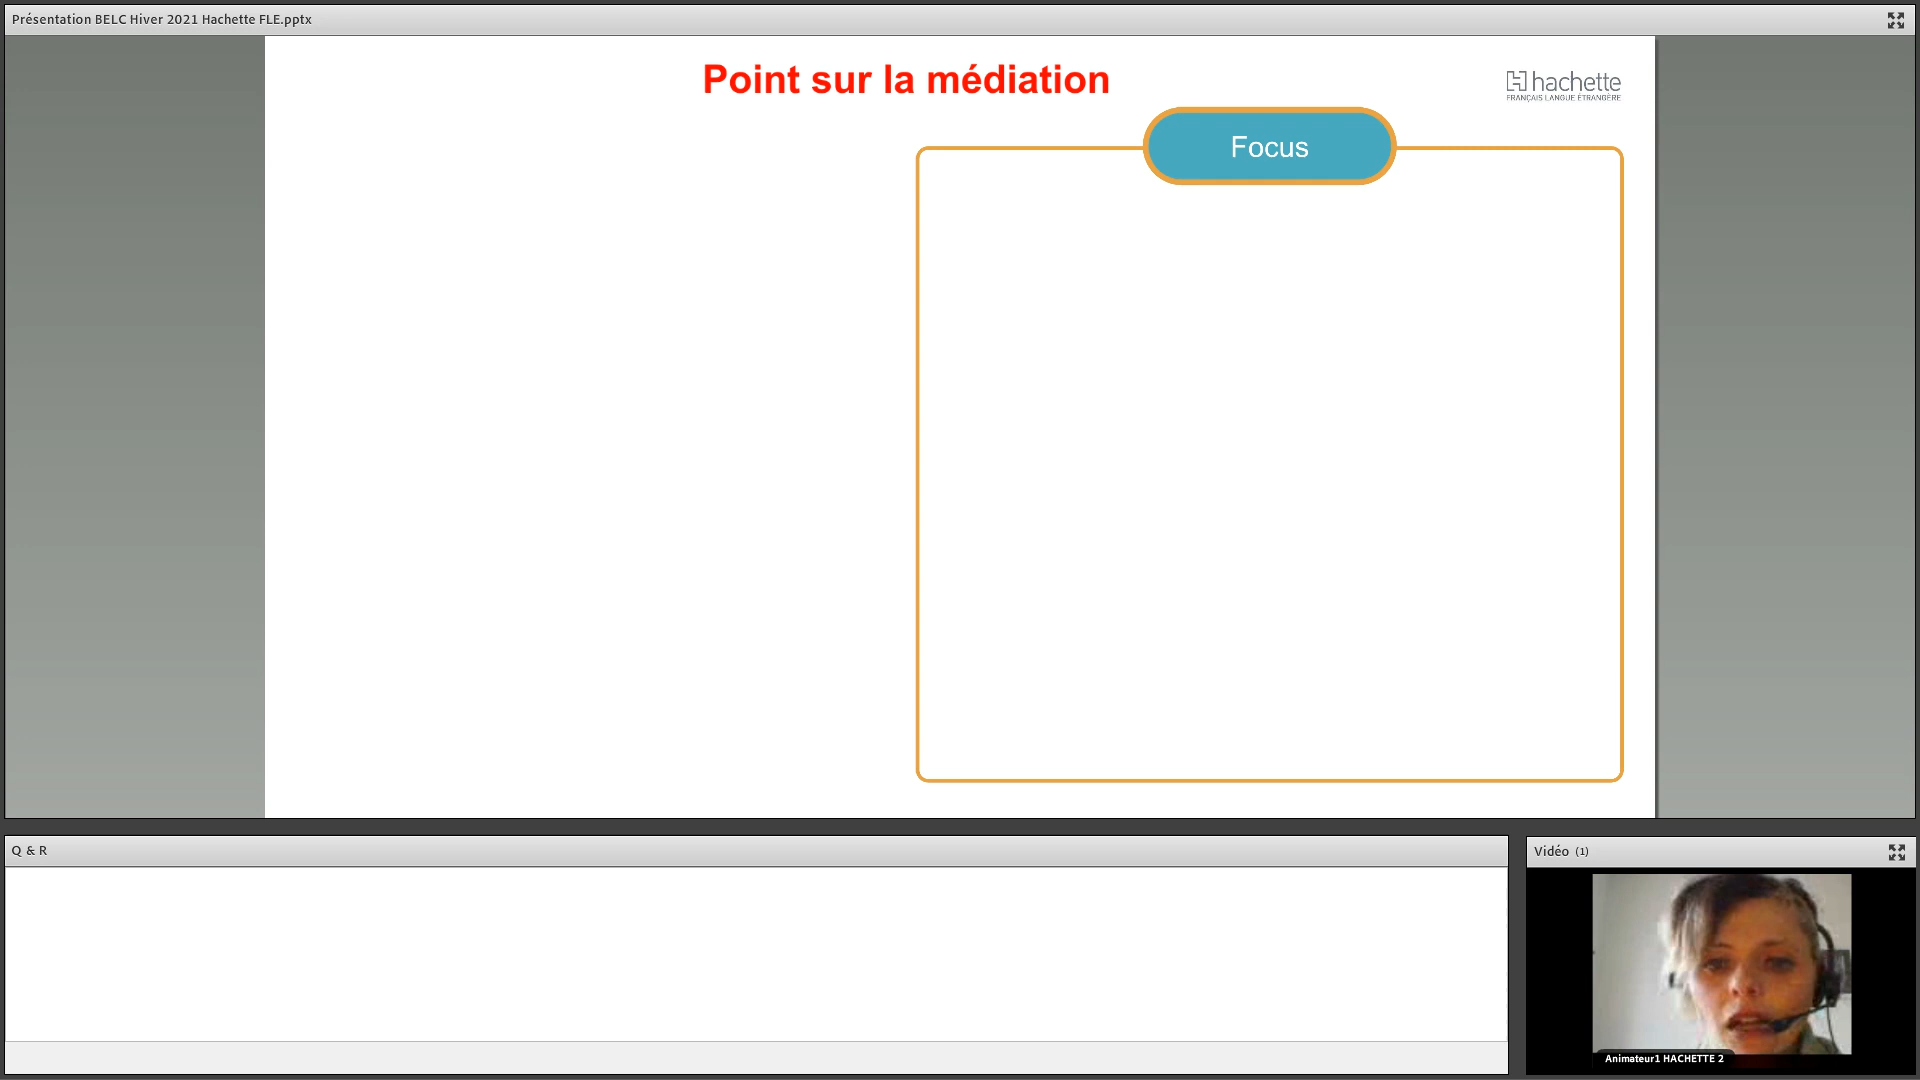 Présentation BELC Hiver 2021 Hachette FLE.pptx
Point sur la médiation
hachette
FRANÇAIS LANGUE ÉTRANGÈRE
Focus
Q & R
Vidéo (1)
Animateur1 HACHETTE 2